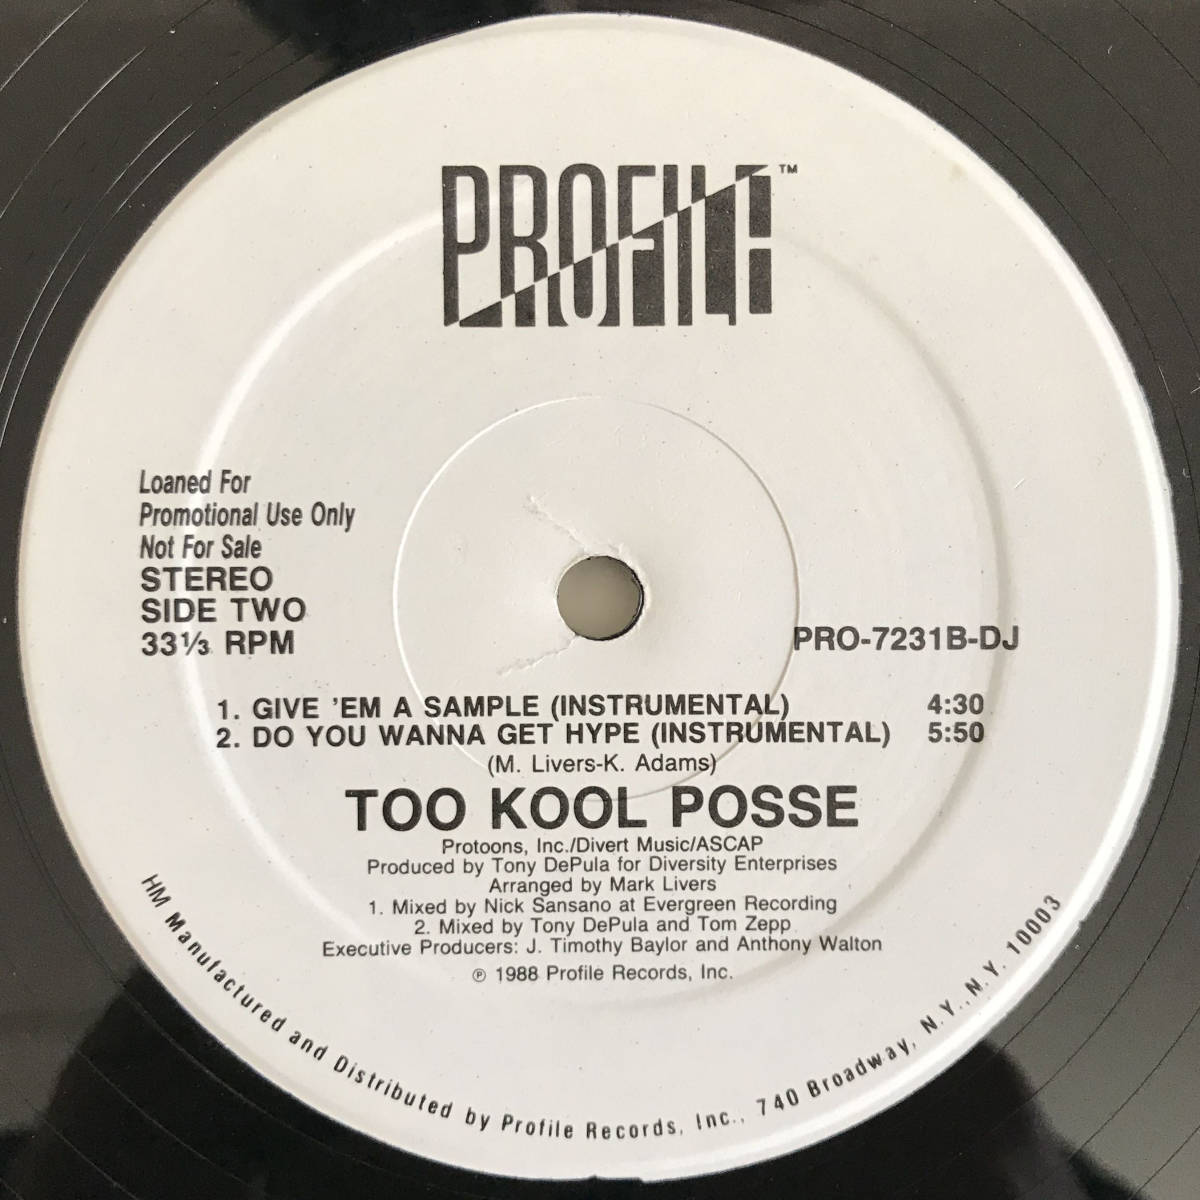 PROFILE™
Loaned For
Promotional Use Only
Not For Sale
STEREO
SIDE TWO
33⅓ RPM
PRO-7231B-DJ
1. GIVE 'EM A SAMPLE (INSTRUMENTAL) 4:30
2. DO YOU WANNA GET HYPE (INSTRUMENTAL) 5:50
(M. Livers-K. Adams)
TOO KOOL POSSE
Protoons, Inc./Divert Music/ASCAP
Produced by Tony DePula for Diversity Enterprises
Arranged by Mark Livers
1. Mixed by Nick Sansano at Evergreen Recording
2. Mixed by Tony DePula and Tom Zepp
Executive Producers: J. Timothy Baylor and Anthony Walton
℗ 1988 Profile Records, Inc.
HM Manufactured and Distributed by Profile Records, Inc., 740 Broadway, N.Y., N.Y. 10003